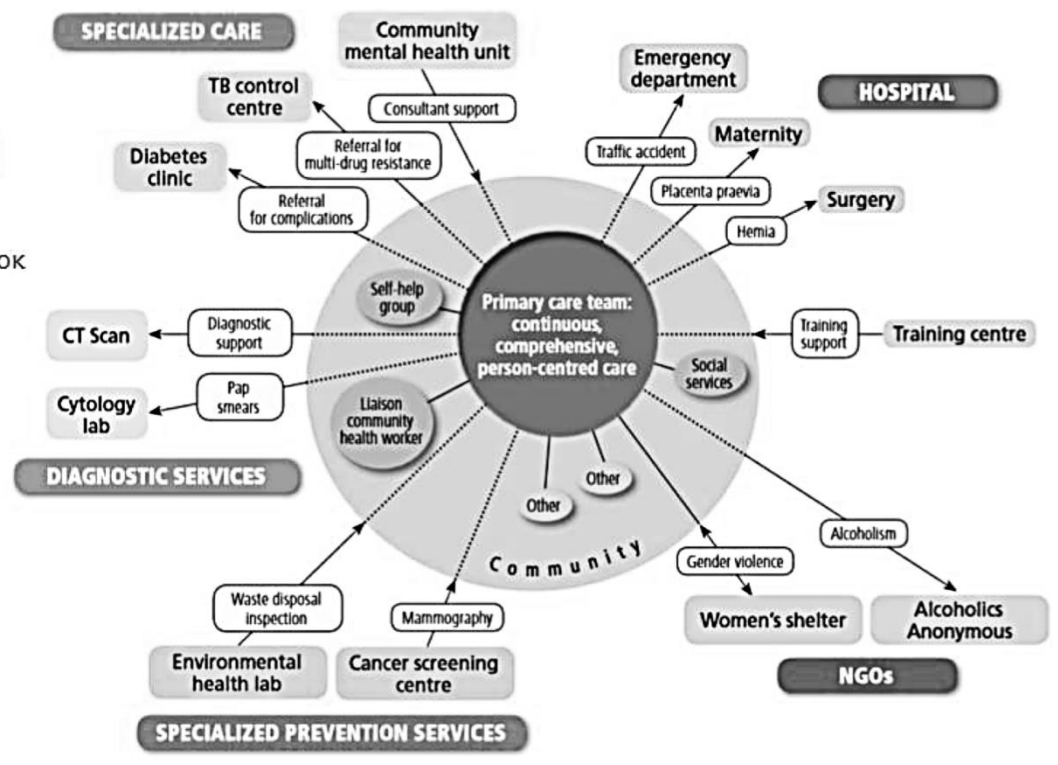 SPECIALIZED CARE
Community
mental health unit
Consultant support
TB control
centre
Referral for
multi-drug resistance
Diabetes
clinic
Referral
for complications
Emergency
department
Traffic accident
HOSPITAL
Maternity
Placenta praevia
Surgery
Hemia
ок
Self-help
group
Primary care team:
continuous,
comprehensive,
person-centred care
CT Scan
Diagnostic
support
Training
support
Training centre
Social
services
Pap
smears
Cytology
lab
Liaison
community
health worker
DIAGNOSTIC SERVICES
Other
Other
Community
Alcoholism
Gender violence
Waste disposal
inspection
Mammography
Women's shelter
Alcoholics
Anonymous
Environmental
health lab
Cancer screening
centre
NGOs
SPECIALIZED PREVENTION SERVICES